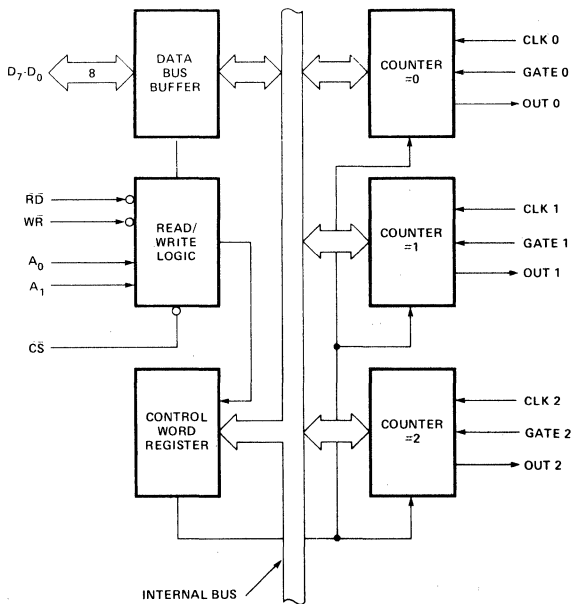 D7-D0
8
DATA
BUS
BUFFER
COUNTER
=0
CLK 0
GATE 0
OUT 0
RD
WR
A0
A1
CS
READ/
WRITE
LOGIC
COUNTER
=1
CLK 1
GATE 1
OUT 1
CONTROL
WORD
REGISTER
COUNTER
=2
CLK 2
GATE 2
OUT 2
INTERNAL BUS